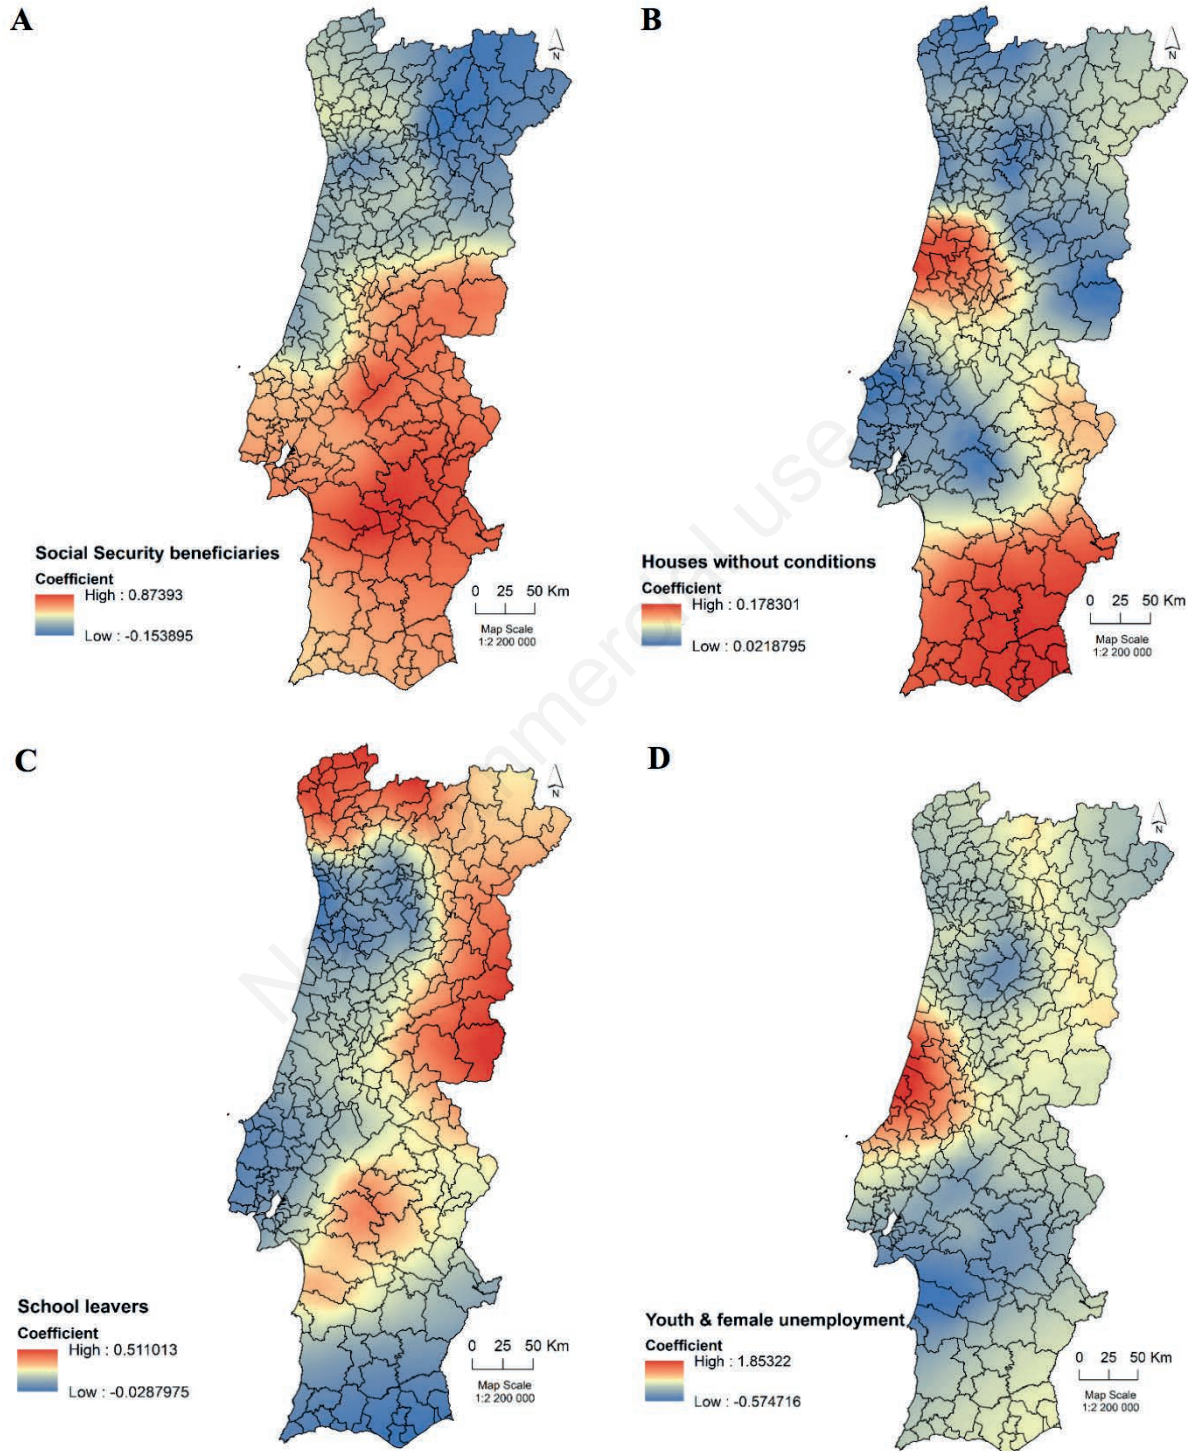 A
N
Social Security beneficiaries
Coefficient
High : 0.87393
Low : -0.153895
0 25 50 Km
Map Scale
1:2 200 000
B
N
Houses without conditions
Coefficient
High : 0.178301
Low : 0.0218795
0 25 50 Km
Map Scale
1:2 200 000
C
N
School leavers
Coefficient
High : 0.511013
Low : -0.0287975
0 25 50 Km
Map Scale
1:2 200 000
D
N
Youth & female unemployment
Coefficient
High : 1.85322
Low : -0.574716
0 25 50 Km
Map Scale
1:2 200 000